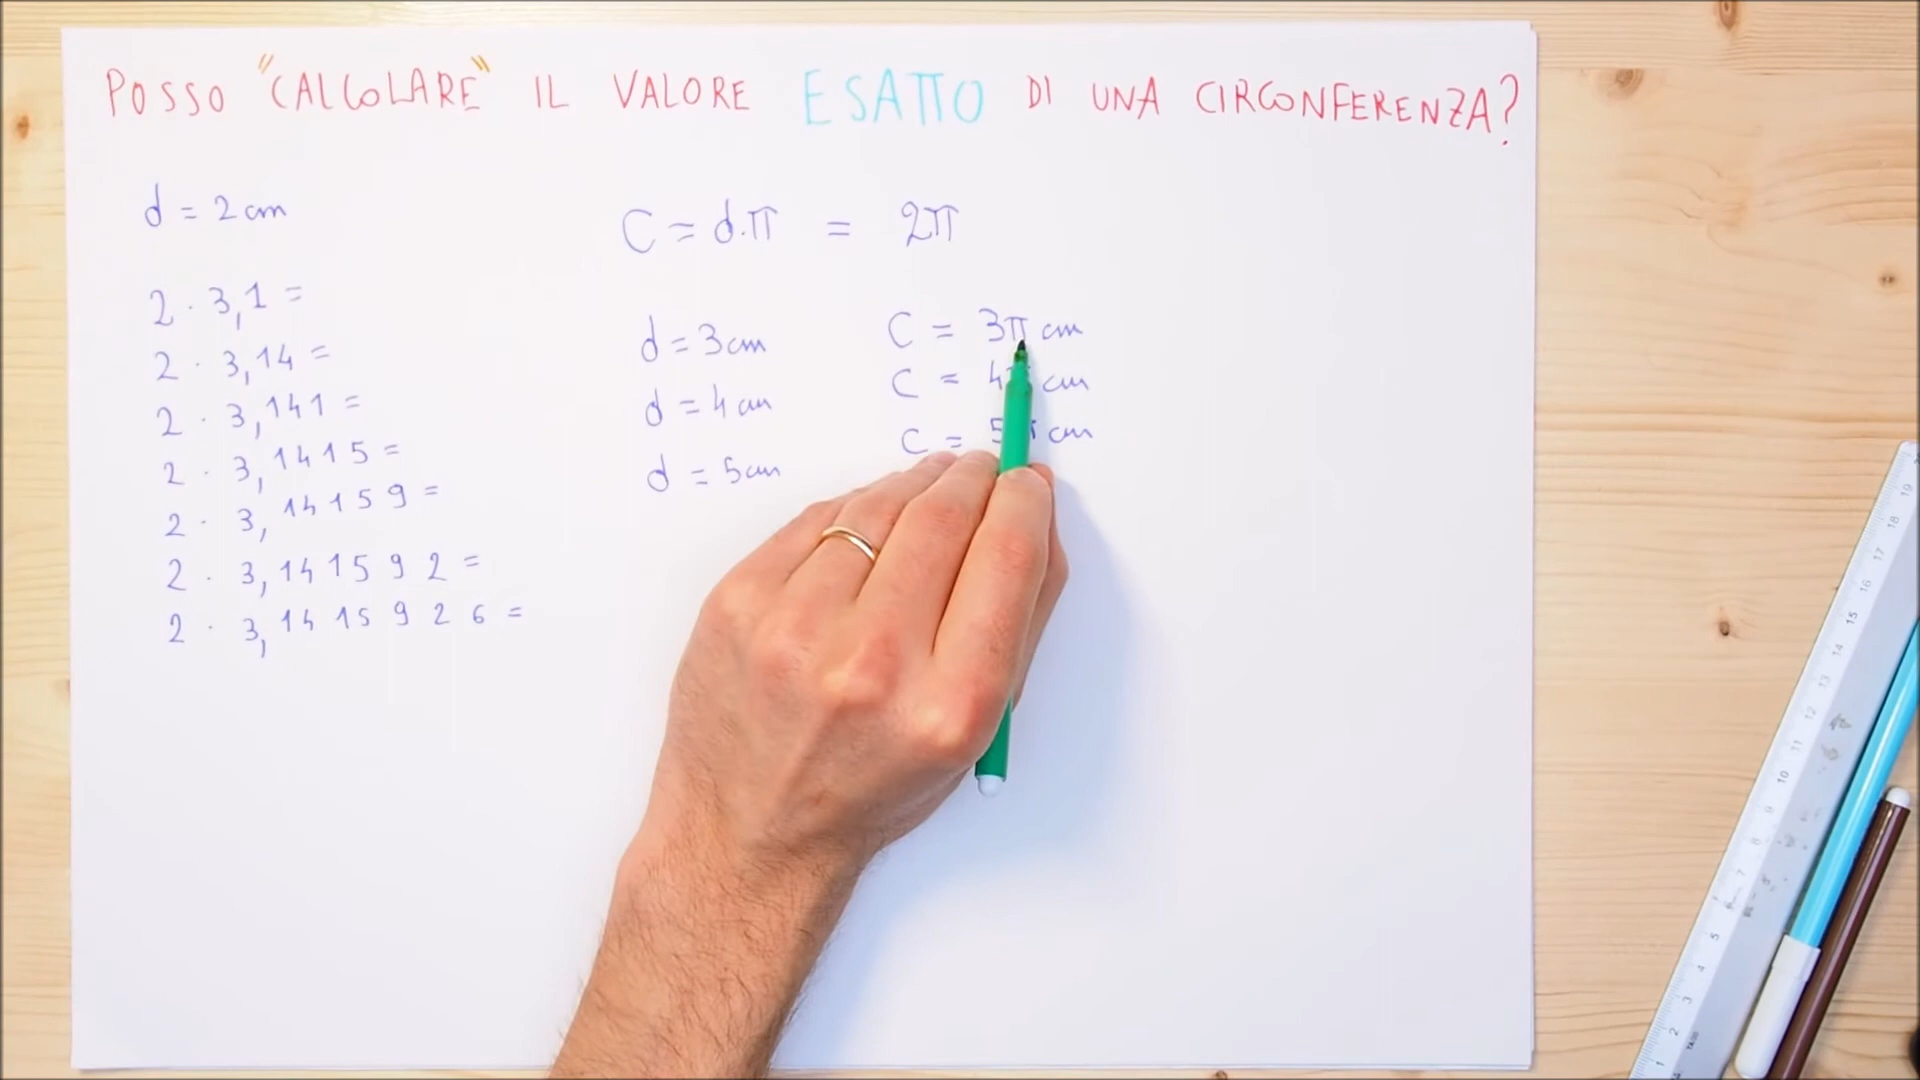 POSSO "CALCOLARE" IL VALORE ESATTO DI UNA CIRCONFERENZA?
d = 2 cm
C = d.π = 2π
2 · 3,1 =
2 · 3,14 =
2 · 3,141 =
2 · 3,1415 =
2 · 3,14159 =
2 · 3,141592 =
2 · 3,1415926 =
d = 3 cm
C = 3π cm
d = 4 cm
C = 4 cm
d = 5 cm
C = 5 cm